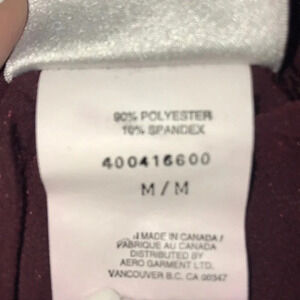 90% POLYESTER
10% SPANDEX
400416600
M/M
MADE IN CANADA /
FABRIQUE AU CANADA
DISTRIBUTED BY
AERO GARMENT LTD.
VANCOUVER B.C. CA 00347